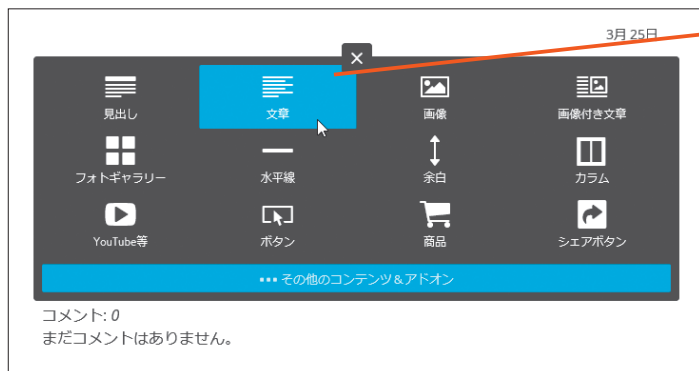 3月 25日
見出し
文章
画像
画像付き文章
フォトギャラリー
水平線
余白
カラム
YouTube等
ボタン
商品
シェアボタン
••• その他のコンテンツ&アドオン
コメント: 0
まだコメントはありません。